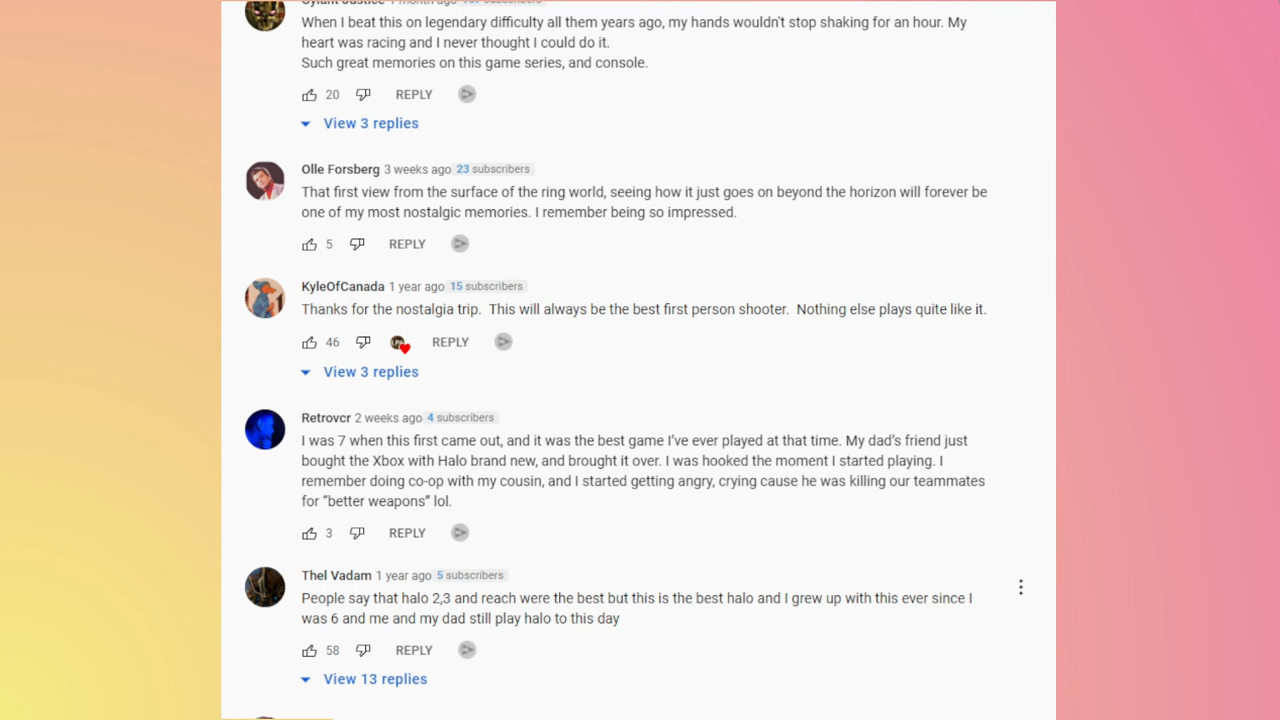 When I beat this on legendary difficulty all them years ago, my hands wouldn't stop shaking for an hour. My
heart was racing and I never thought I could do it.
Such great memories on this game series, and console.
20 REPLY
View 3 replies
Olle Forsberg 3 weeks ago 23 subscribers
That first view from the surface of the ring world, seeing how it just goes on beyond the horizon will forever be
one of my most nostalgic memories. I remember being so impressed.
5 REPLY
KyleOfCanada 1 year ago 15 subscribers
Thanks for the nostalgia trip.  This will always be the best first person shooter.  Nothing else plays quite like it.
46 REPLY
View 3 replies
Retrovcr 2 weeks ago 4 subscribers
I was 7 when this first came out, and it was the best game I’ve ever played at that time. My dad’s friend just
bought the Xbox with Halo brand new, and brought it over. I was hooked the moment I started playing. I
remember doing co-op with my cousin, and I started getting angry, crying cause he was killing our teammates
for “better weapons” lol.
3 REPLY
Thel Vadam 1 year ago 5 subscribers
People say that halo 2,3 and reach were the best but this is the best halo and I grew up with this ever since I
was 6 and me and my dad still play halo to this day
58 REPLY
View 13 replies